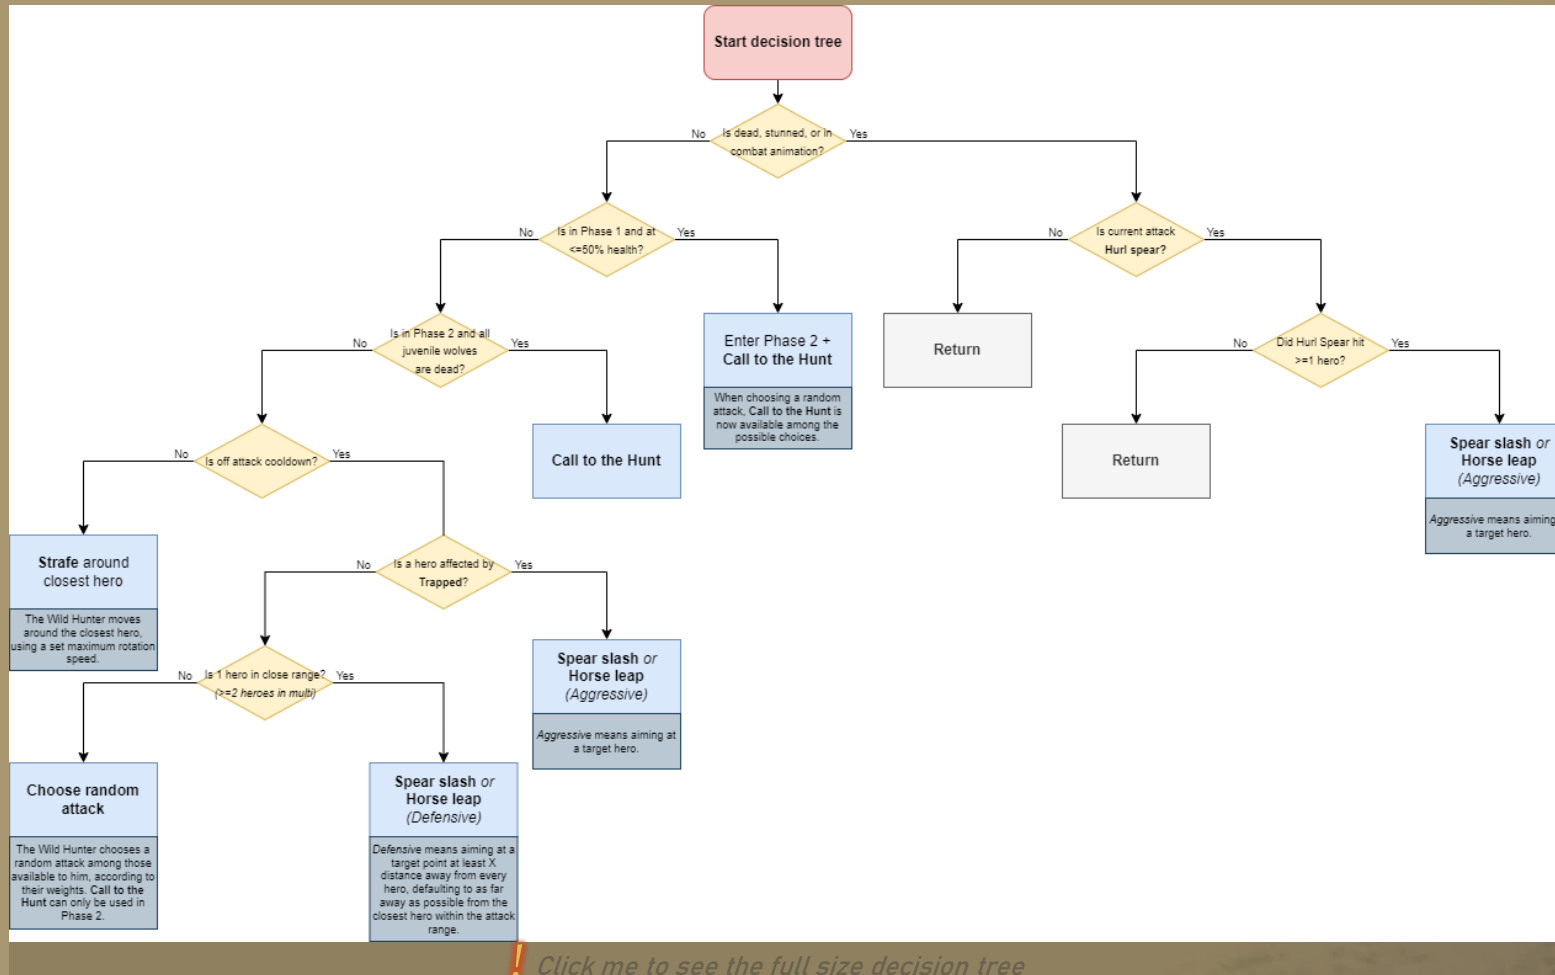 Start decision tree
Is dead, stunned, or in
combat animation?
No
Yes
Is in Phase 1 and at
<=50% health?
No
Yes
Is current attack
Hurl spear?
No
Yes
Is in Phase 2 and all
juvenile wolves
are dead?
No
Yes
Enter Phase 2 +
Call to the Hunt
When choosing a random
attack, Call to the Hunt is
now available among the
possible choices.
Return
Did Hurl Spear hit
>=1 hero?
No
Yes
Is off attack cooldown?
No
Yes
Call to the Hunt
Return
Spear slash or
Horse leap
(Aggressive)
Aggressive means aiming
a target hero.
Strafe around
closest hero
The Wild Hunter moves
around the closest hero,
using a set maximum rotation
speed.
Is a hero affected by
Trapped?
No
Yes
Is 1 hero in close range?
(>=2 heroes in multi)
No
Yes
Spear slash or
Horse leap
(Aggressive)
Aggressive means aiming at
a target hero.
Choose random
attack
The Wild Hunter chooses a
random attack among those
available to him, according to
their weights. Call to the
Hunt can only be used in
Phase 2.
Spear slash or
Horse leap
(Defensive)
Defensive means aiming at a
target point at least X
distance away from every
hero, defaulting to as far
away as possible from the
closest hero within the attack
range.
! Click me to see the full size decision tree